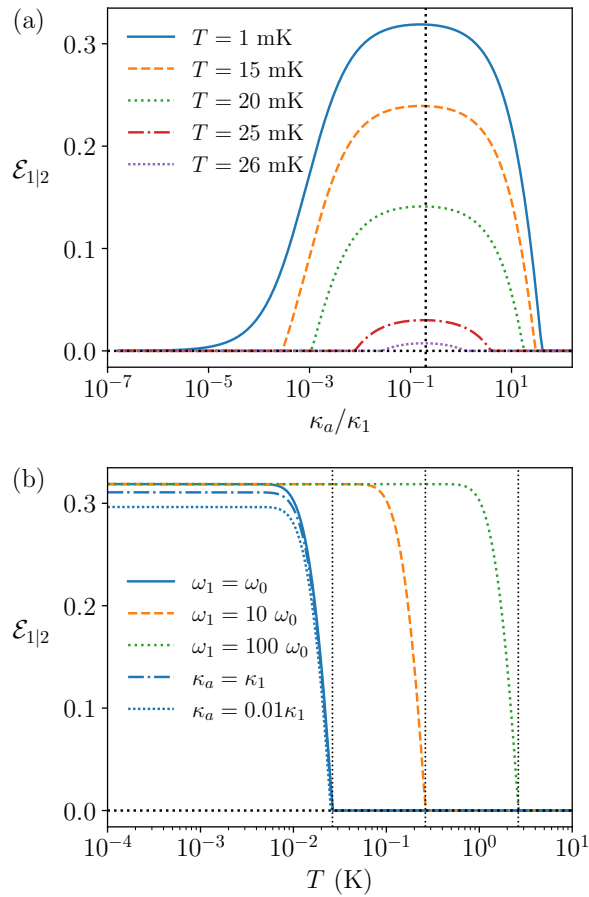 (a)
0.3
0.2
0.1
0.0
ℰ₁|₂
T = 1 mK
T = 15 mK
T = 20 mK
T = 25 mK
T = 26 mK
10⁻⁷ 10⁻⁵ 10⁻³ 10⁻¹ 10¹
κₐ/κ₁
(b)
0.3
0.2
0.1
0.0
ℰ₁|₂
ω₁ = ω₀
ω₁ = 10 ω₀
ω₁ = 100 ω₀
κₐ = κ₁
κₐ = 0.01κ₁
10⁻⁴ 10⁻³ 10⁻² 10⁻¹ 10⁰ 10¹
T (K)